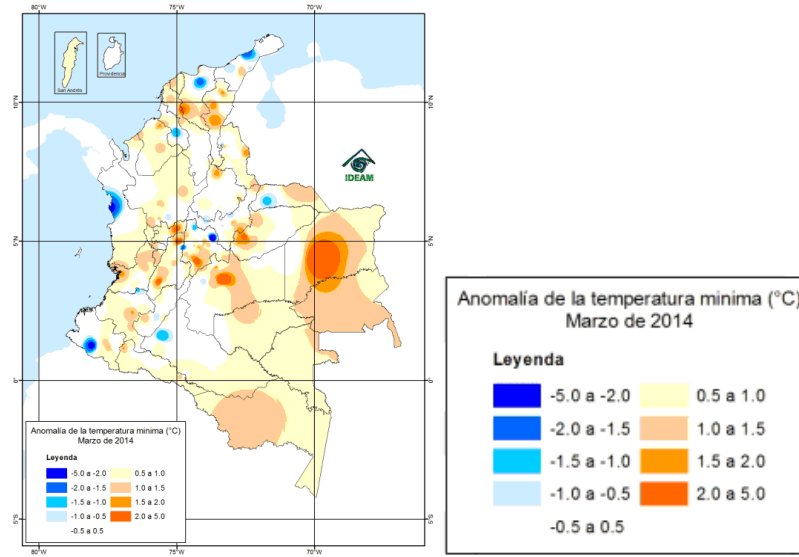 80°W
75°W
70°W
San Andrés
Providencia
10°N
10°N
IDEAM
5°N
5°N
0°
0°
5°S
5°S
80°W
75°W
70°W
Anomalía de la temperatura minima (°C)
Marzo de 2014
Leyenda
-5.0 a -2.0 0.5 a 1.0
-2.0 a -1.5 1.0 a 1.5
-1.5 a -1.0 1.5 a 2.0
-1.0 a -0.5 2.0 a 5.0
-0.5 a 0.5
Anomalía de la temperatura minima (°C)
Marzo de 2014
Leyenda
-5.0 a -2.0 0.5 a 1.0
-2.0 a -1.5 1.0 a 1.5
-1.5 a -1.0 1.5 a 2.0
-1.0 a -0.5 2.0 a 5.0
-0.5 a 0.5